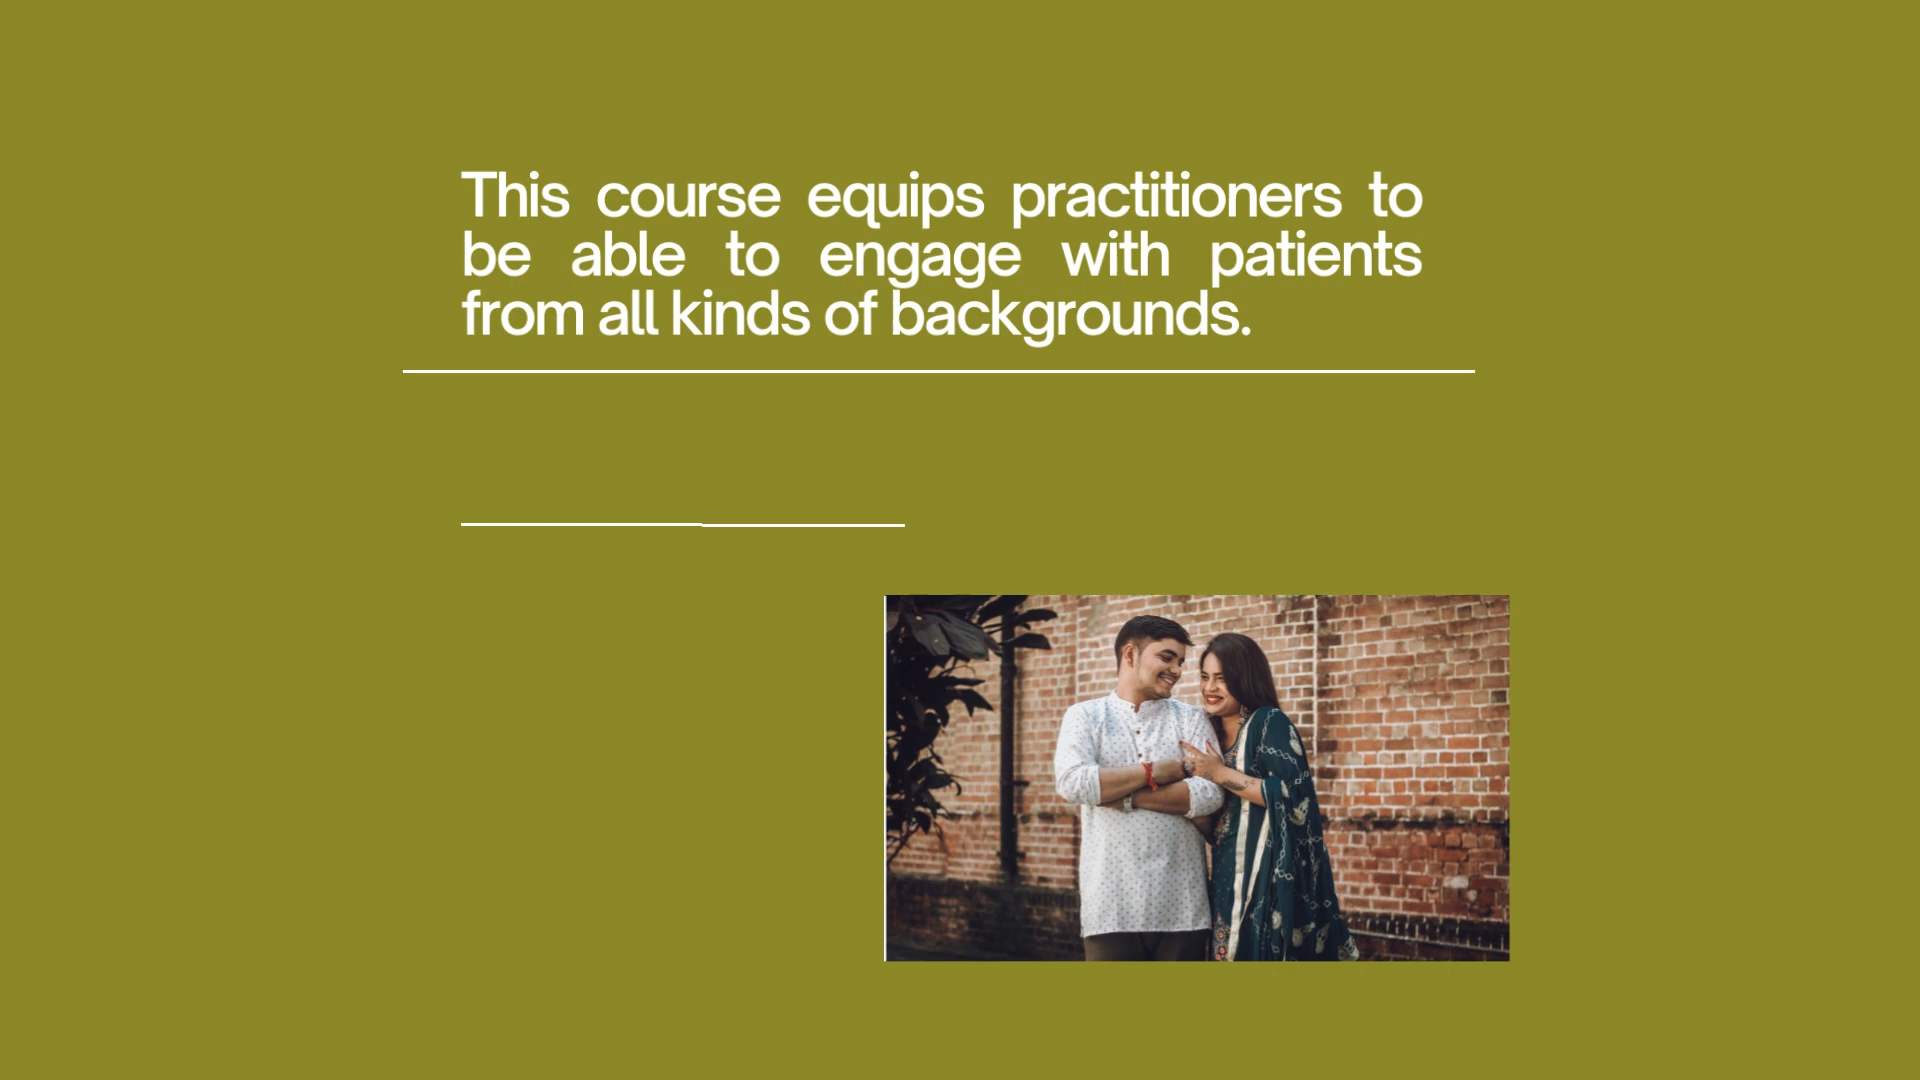 This course equips practitioners to
be able to engage with patients
from all kinds of backgrounds.